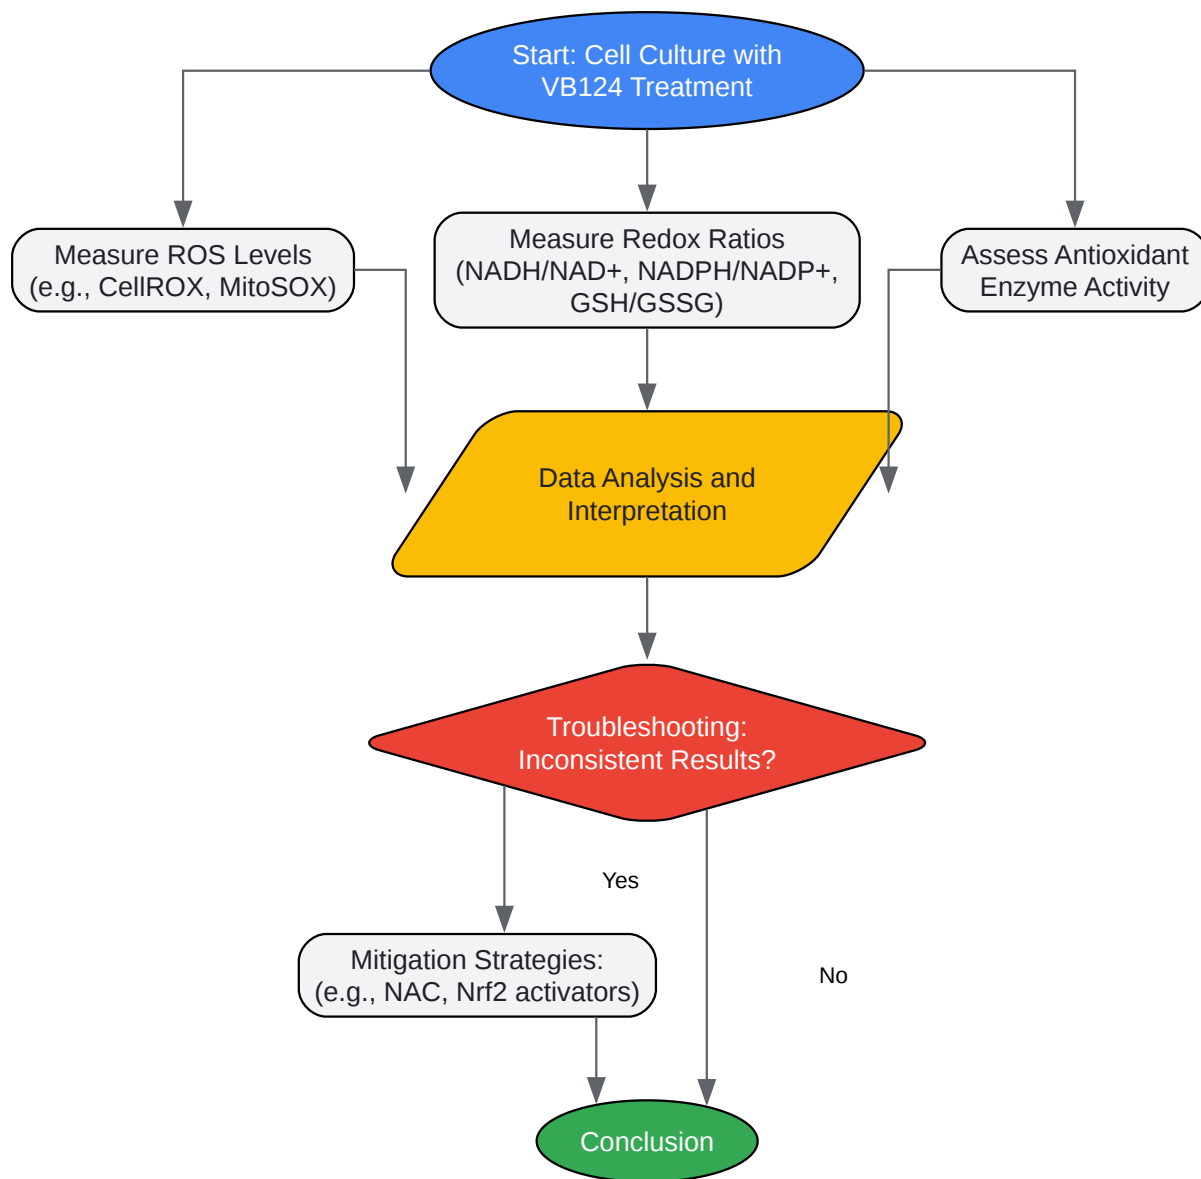 Start: Cell Culture with
VB124 Treatment
Measure ROS Levels
(e.g., CellROX, MitoSOX)
Measure Redox Ratios
(NADH/NAD+, NADPH/NADP+,
GSH/GSSG)
Assess Antioxidant
Enzyme Activity
Data Analysis and
Interpretation
Troubleshooting:
Inconsistent Results?
Yes
Mitigation Strategies:
(e.g., NAC, Nrf2 activators)
No
Conclusion